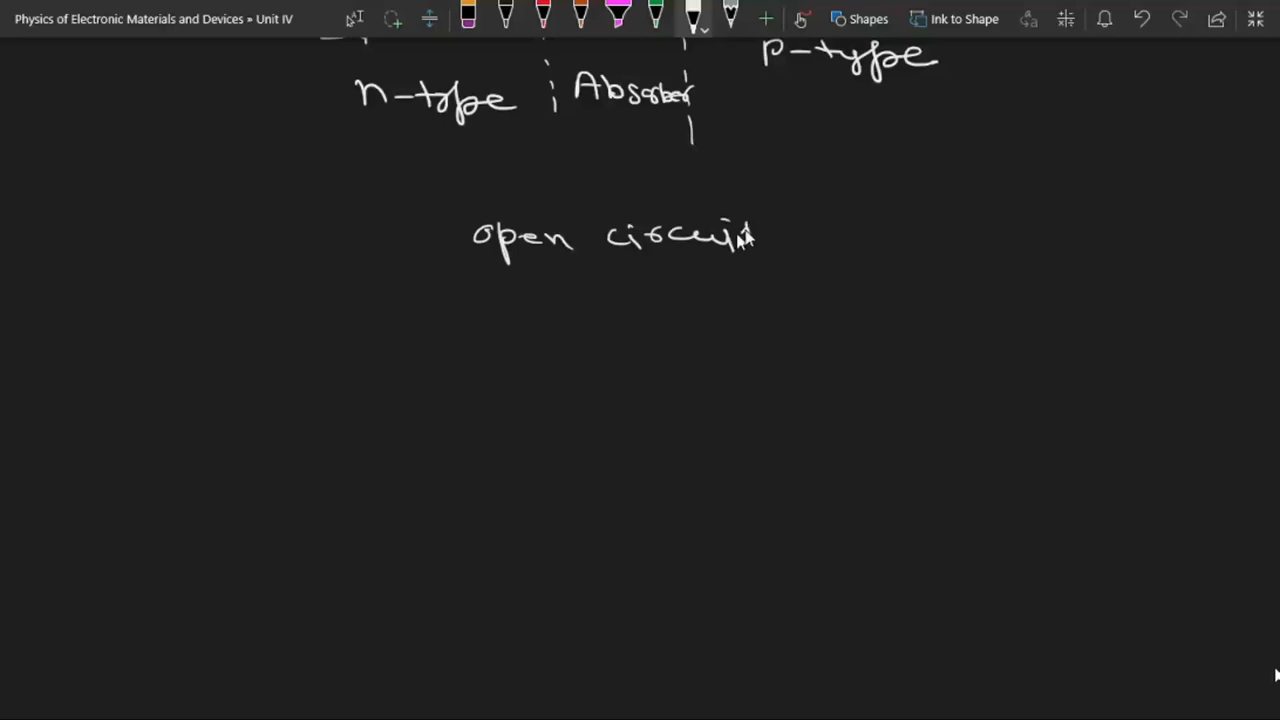 Physics of Electronic Materials and Devices » Unit IV
Shapes
Ink to Shape
p-type
n-type
Absorber
open circuit